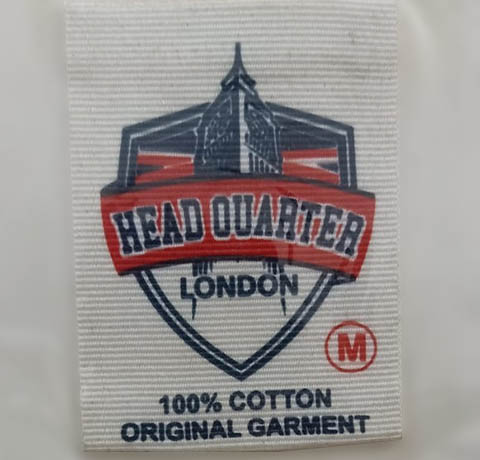 HEAD QUARTER
LONDON
M
100% COTTON
ORIGINAL GARMENT